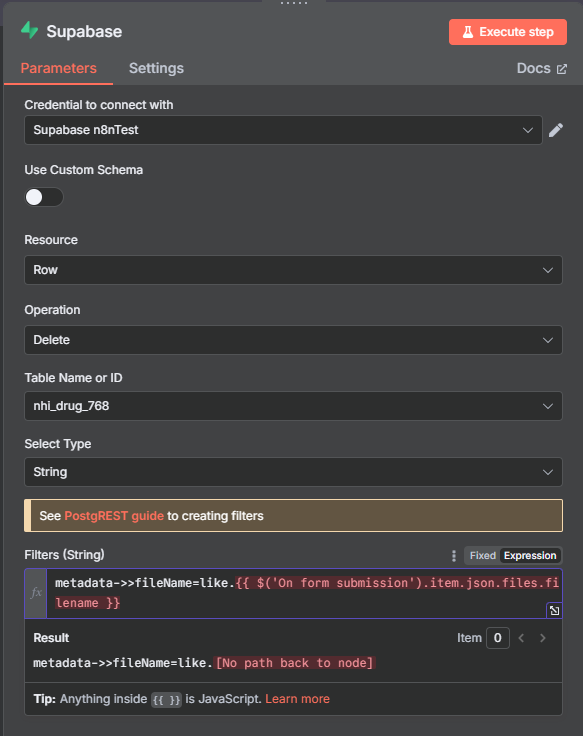 Supabase
Execute step
Parameters
Settings
Docs
Credential to connect with
Supabase n8nTest
Use Custom Schema
Resource
Row
Operation
Delete
Table Name or ID
nhi_drug_768
Select Type
String
See PostgREST guide to creating filters
Filters (String)
Fixed
Expression
fx
metadata->>fileName=like.{{ $('On form submission').item.json.files.fi
lename }}
Result
Item 0
metadata->>fileName=like.[No path back to node]
Tip: Anything inside {{ }} is JavaScript. Learn more